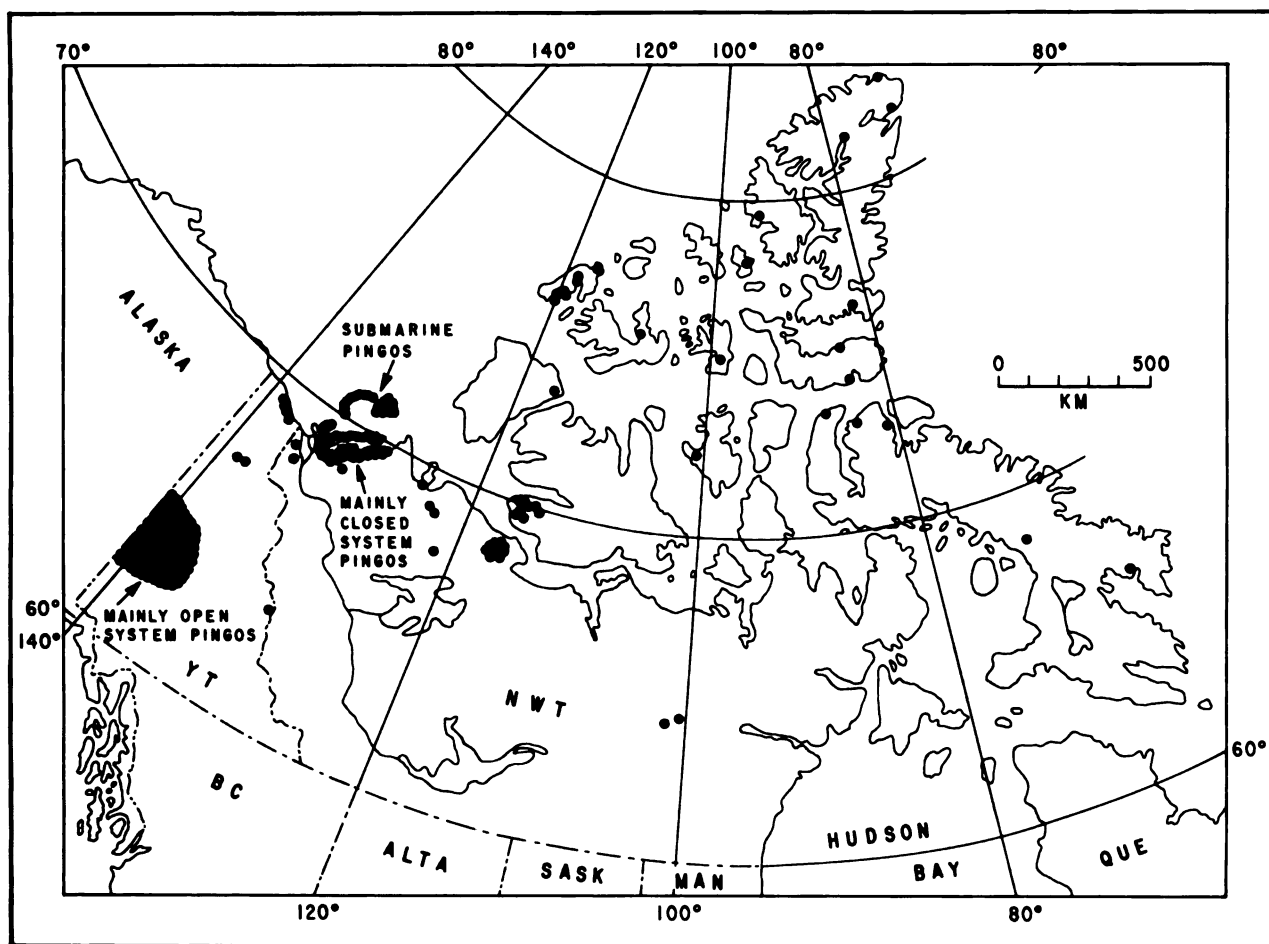 70° 80° 140° 120° 100° 80° 80°
ALASKA
SUBMARINE
PINGOS
0 500
KM
MAINLY
CLOSED
SYSTEM
PINGOS
60°
140°
MAINLY OPEN
SYSTEM PINGOS
YT
NWT
BC
60°
HUDSON
BAY
ALTA
SASK
MAN
QUE
120° 100° 80°